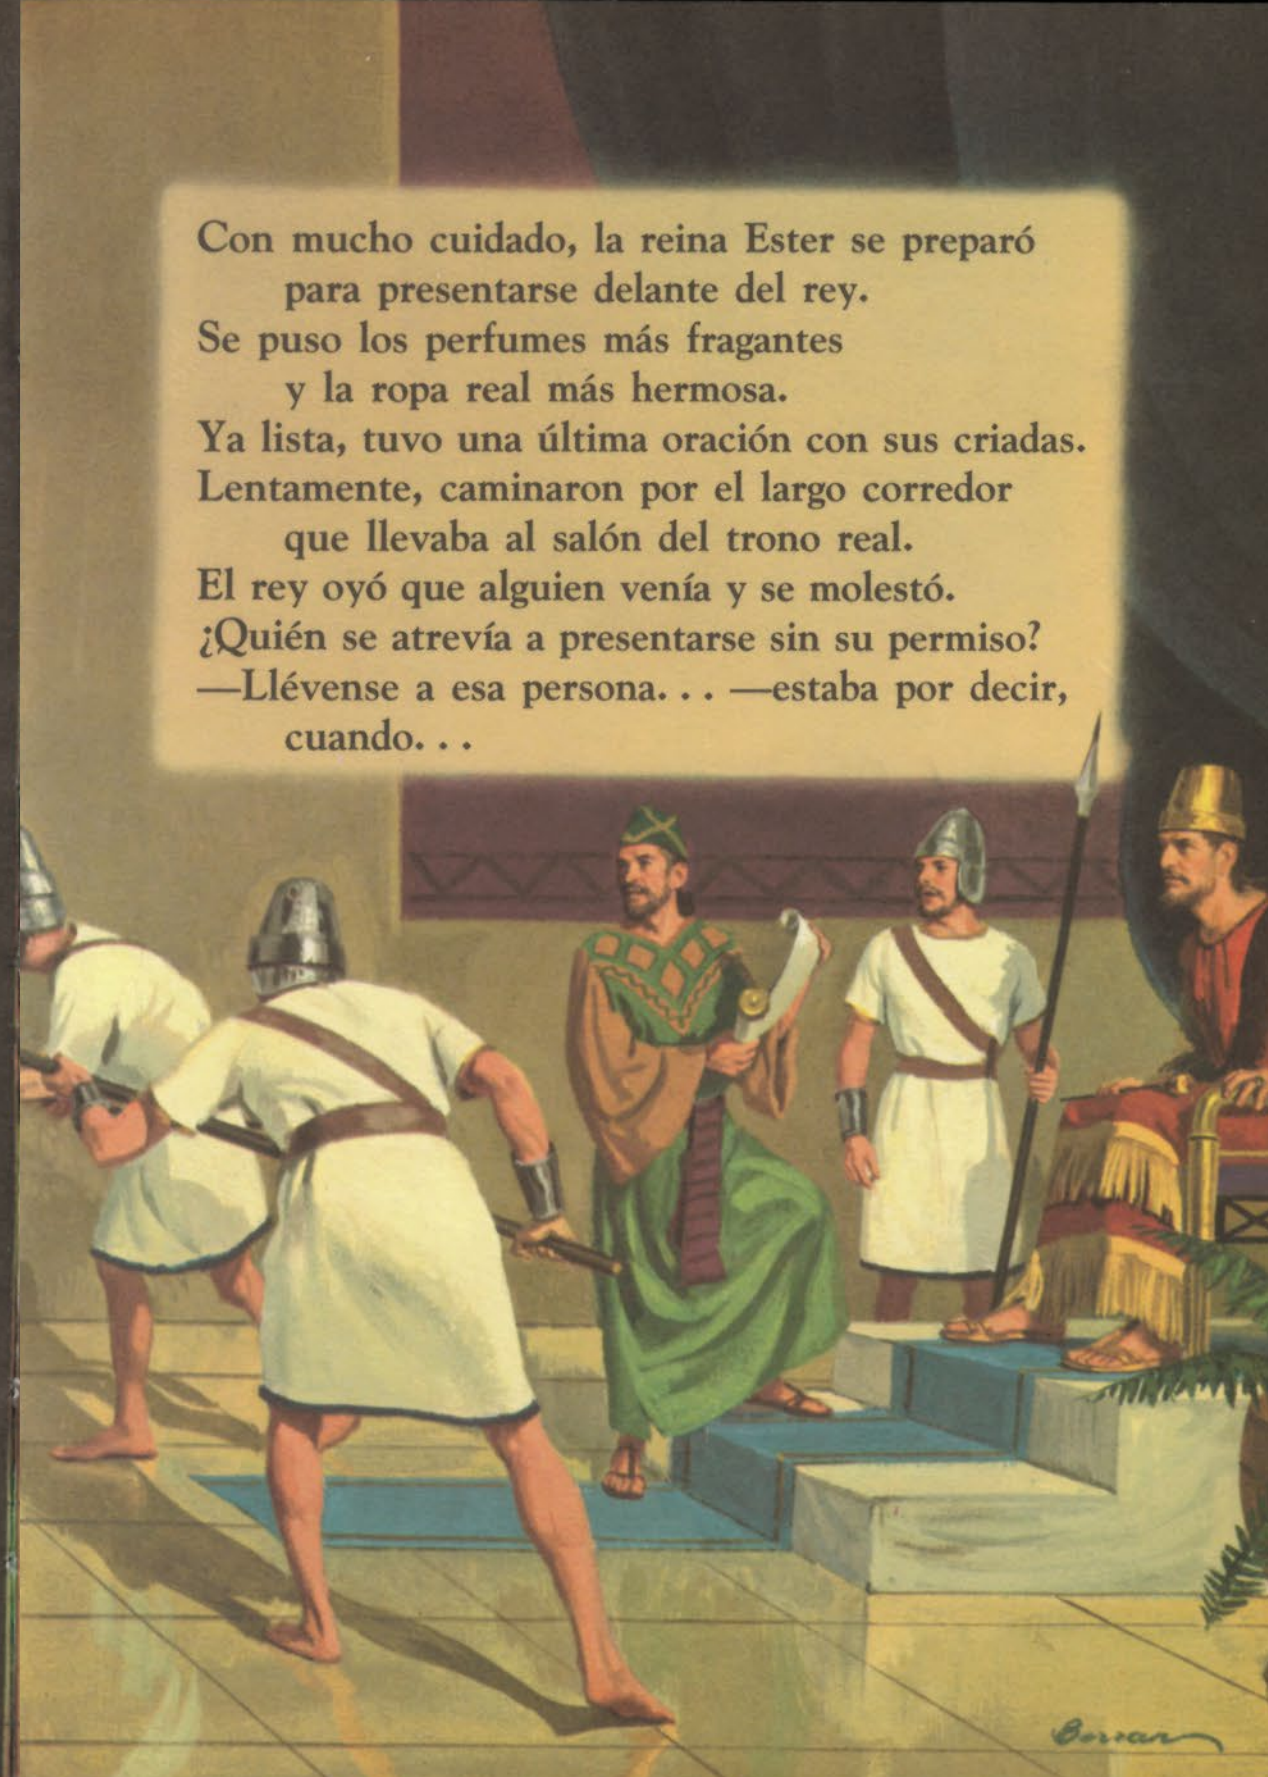 Con mucho cuidado, la reina Ester se preparó
para presentarse delante del rey.
Se puso los perfumes más fragantes
y la ropa real más hermosa.
Ya lista, tuvo una última oración con sus criadas.
Lentamente, caminaron por el largo corredor
que llevaba al salón del trono real.
El rey oyó que alguien venía y se molestó.
¿Quién se atrevía a presentarse sin su permiso?
—Llévense a esa persona. . . —estaba por decir,
cuando. . .